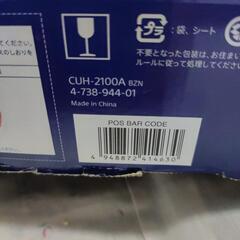 プラ
:袋、シート
不要となった包装は、お住
ルールに従って処理してくださ
CUH-2100A BZN
4-738-944-01
Made in China
POS BAR CODE
4 948872 414630